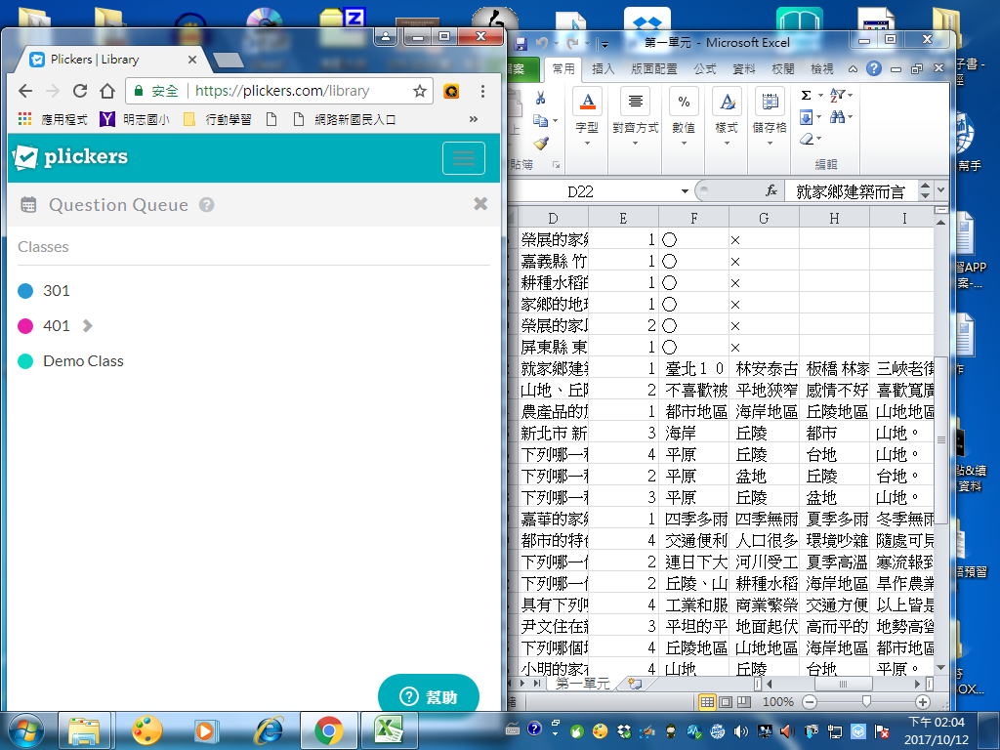 Plickers | Library
安全
https://plickers.com/library
應用程式
明志國小
行動學習
網路新國民入口
»
plickers
Question Queue
Classes
301
401
Demo Class
幫助
第一單元 - Microsoft Excel
檔案
常用
插入
版面配置
公式
資料
校閱
檢視
字型
對齊方式
%
數值
樣式
儲存格
編輯
D22
fx
就家鄉建築而言
D E F G H I
榮展的家鄉 1 ○ ×
嘉義縣 竹 1 ○ ×
耕種水稻的 1 ○ ×
家鄉的地 1 ○ ×
榮展的家 2 ○ ×
屏東縣 東 1 ○ ×
就家鄉建築 1 臺北１０ 林安泰古 板橋 林家 三峽老街
山地、丘 2 不喜歡被 平地狹窄 感情不好 喜歡寬廣
農產品的 1 都市地區 海岸地區 丘陵地區 山地地區
新北市 新 3 海岸 丘陵 都市 山地。
下列哪一 4 平原 丘陵 台地 山地。
下列哪一 2 平原 盆地 丘陵 台地。
下列哪一 3 平原 丘陵 盆地 山地。
嘉華的家鄉 1 四季多雨 四季無雨 夏季多雨 冬季無雨
都市的特 4 交通便利 人口很多 環境吵雜 隨處可見
下列哪一 2 連日下大 河川受工 夏季高溫 寒流報到
下列哪一 2 丘陵、山 耕種水稻 海岸地區 旱作農業
具有下列 4 工業和服 商業繁榮 交通方便 以上皆是
尹文住在 3 平坦的平 地面起伏 高而平的 地勢高聳
下列哪個 4 丘陵地區 山地地區 海岸地區 都市地區
小明的家 4 山地 丘陵 台地 平原。
第一單元
100%
下午 02:04
2017/10/12